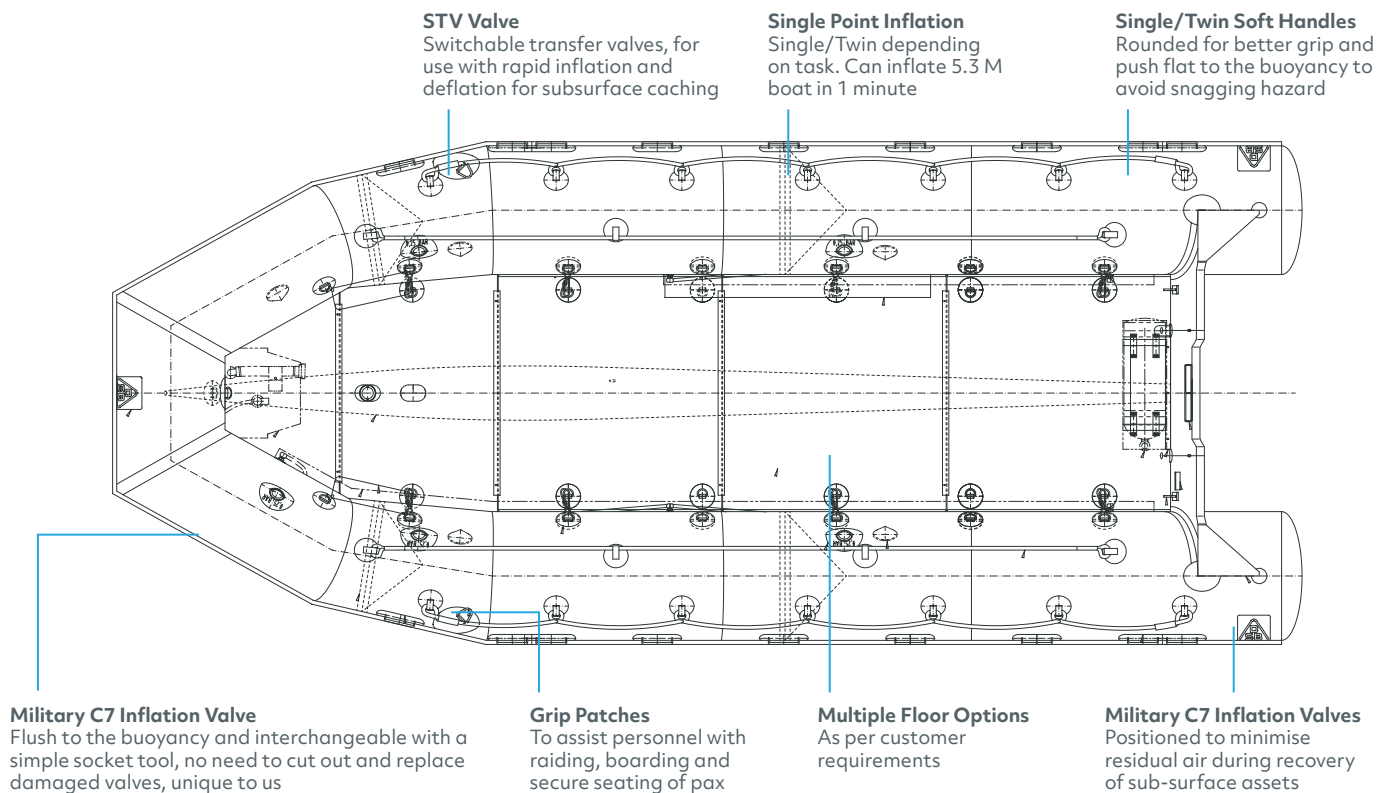 STV Valve
Switchable transfer valves, for
use with rapid inflation and
deflation for subsurface caching
Single Point Inflation
Single/Twin depending
on task. Can inflate 5.3 M
boat in 1 minute
Single/Twin Soft Handles
Rounded for better grip and
push flat to the buoyancy to
avoid snagging hazard
Military C7 Inflation Valve
Flush to the buoyancy and interchangeable with a
simple socket tool, no need to cut out and replace
damaged valves, unique to us
Grip Patches
To assist personnel with
raiding, boarding and
secure seating of pax
Multiple Floor Options
As per customer
requirements
Military C7 Inflation Valves
Positioned to minimise
residual air during recovery
of sub-surface assets